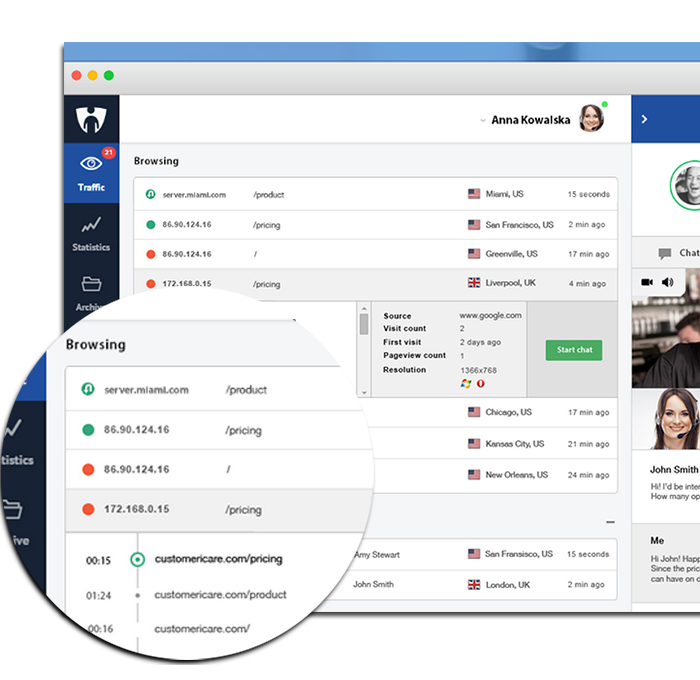 Anna Kowalska
21
Traffic
Statistics
Archiv
Browsing
server.miami.com /product Miami, US 15 seconds
86.90.124.16 /pricing San Francisco, US 2 min ago
86.90.124.16 / Greenville, US 17 min ago
172.168.0.15 /pricing Liverpool, UK 4 min ago
Source www.google.com
Visit count 2
First visit 2 days ago
Pageview count 1
Resolution 1366x768
Start chat
Chicago, US 17 min ago
Kansas City, US 21 min ago
New Orleans, US 24 min ago
Amy Stewart San Fransisco, US 15 seconds
John Smith London, UK 2 min ago
Browsing
server.miami.com /product
86.90.124.16 /pricing
86.90.124.16 /
172.168.0.15 /pricing
00:15 customericare.com/pricing
01:24 customericare.com/product
00:16 customericare.com/
tistics
ive
Chat
John Smith
Hi! I'd be inter
How many op
Me
Hi John! Happ
Since the pric
can have on c